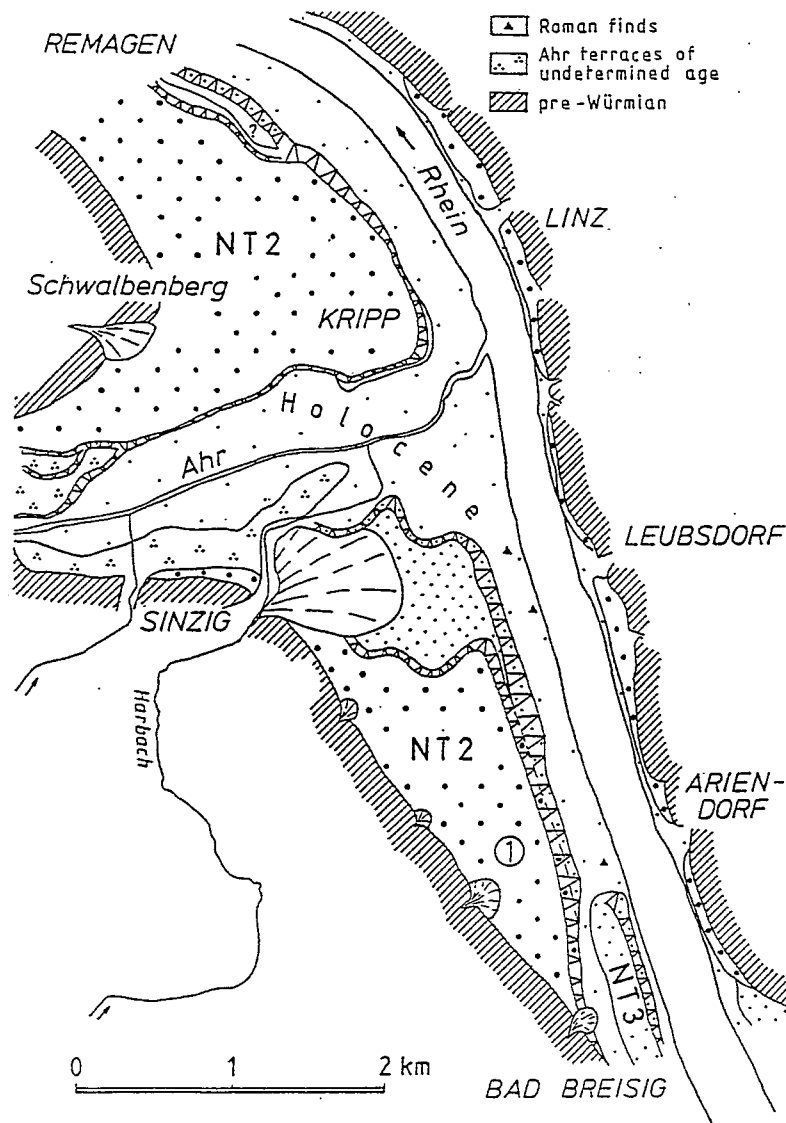 REMAGEN
Roman finds
Ahr terraces of
undetermined age
pre-Würmian
Rhein
LINZ
NT2
Schwalbenberg
KRIPP
Holocene
Ahr
LEUBSDORF
SINZIG
Harbach
NT2
ARIEN-
DORF
1
NT3
0 1 2 km
BAD BREISIG
?